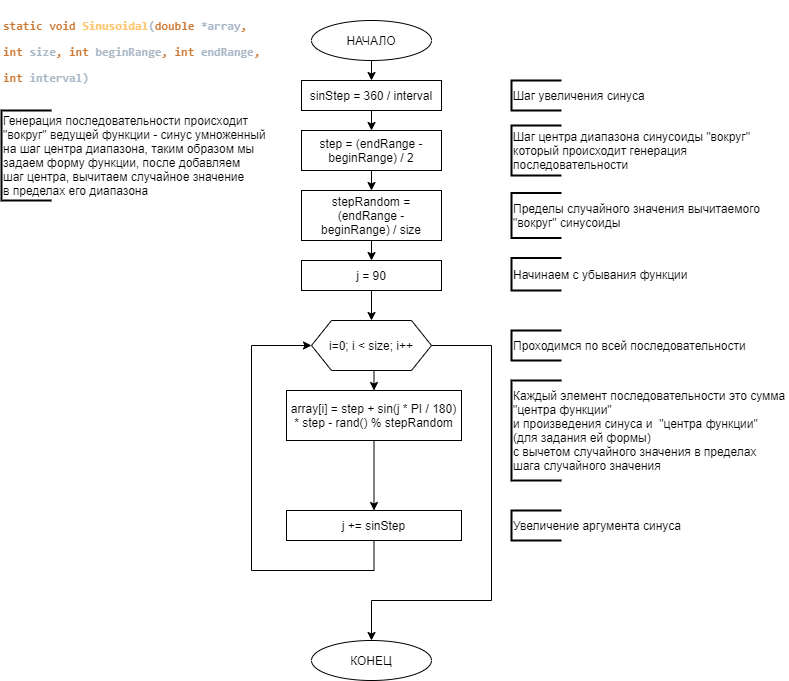 static void Sinusoidal(double *array,
int size, int beginRange, int endRange,
int interval)
Генерация последовательности происходит
"вокруг" ведущей функции - синус умноженный
на шаг центра диапазона, таким образом мы
задаем форму функции, после добавляем
шаг центра, вычитаем случайное значение
в пределах его диапазона
НАЧАЛО
sinStep = 360 / interval
Шаг увеличения синуса
step = (endRange -
beginRange) / 2
Шаг центра диапазона синусоиды "вокруг"
который происходит генерация
последовательности
stepRandom =
(endRange -
beginRange) / size
Пределы случайного значения вычитаемого
"вокруг" синусоиды
j = 90
Начинаем с убывания функции
i=0; i < size; i++
Проходимся по всей последовательности
array[i] = step + sin(j * PI / 180)
* step - rand() % stepRandom
Каждый элемент последовательности это сумма
"центра функции"
и произведения синуса и  "центра функции"
(для задания ей формы)
с вычетом случайного значения в пределах
шага случайного значения
j += sinStep
Увеличение аргумента синуса
КОНЕЦ